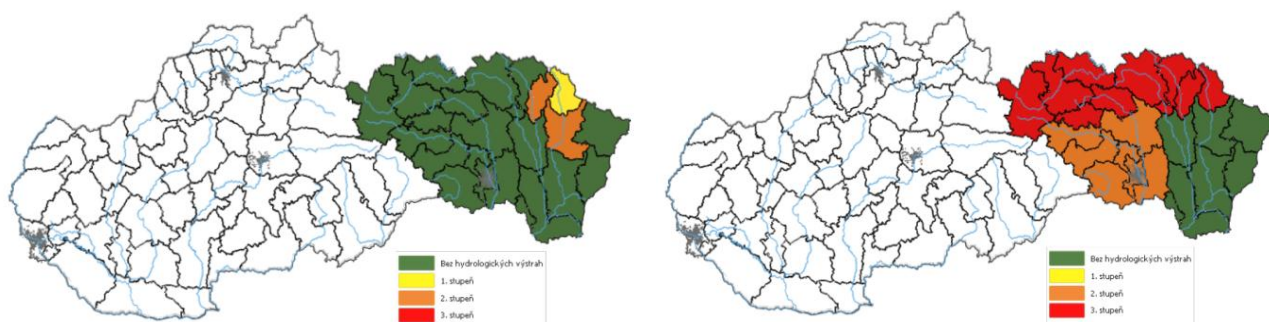 Bez hydrologických výstrah
1. stupeň
2. stupeň
3. stupeň
Bez hydrologických výstrah
1. stupeň
2. stupeň
3. stupeň